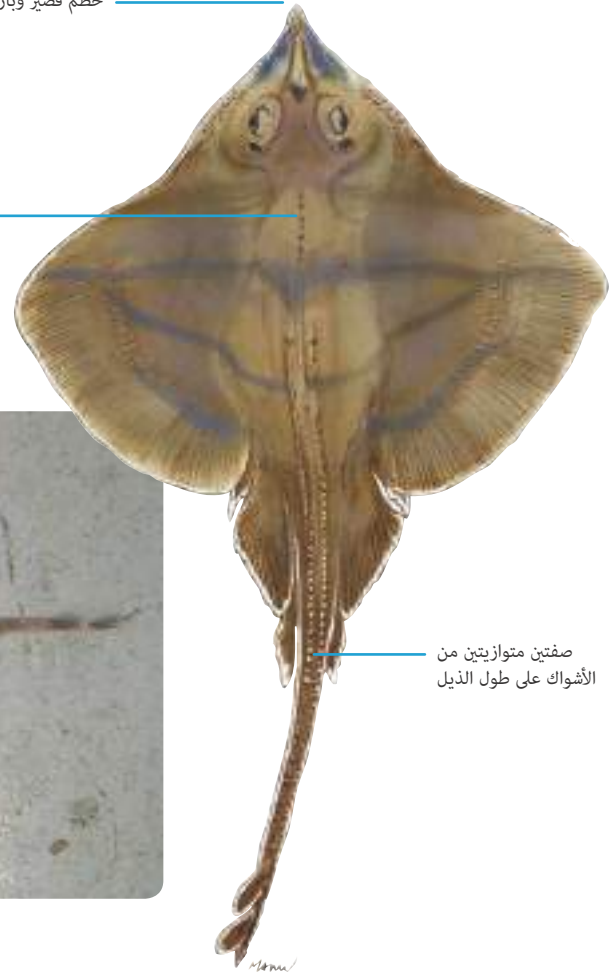 خطم قصير
صفتين متوازيتين من
الأشواك على طول الذيل